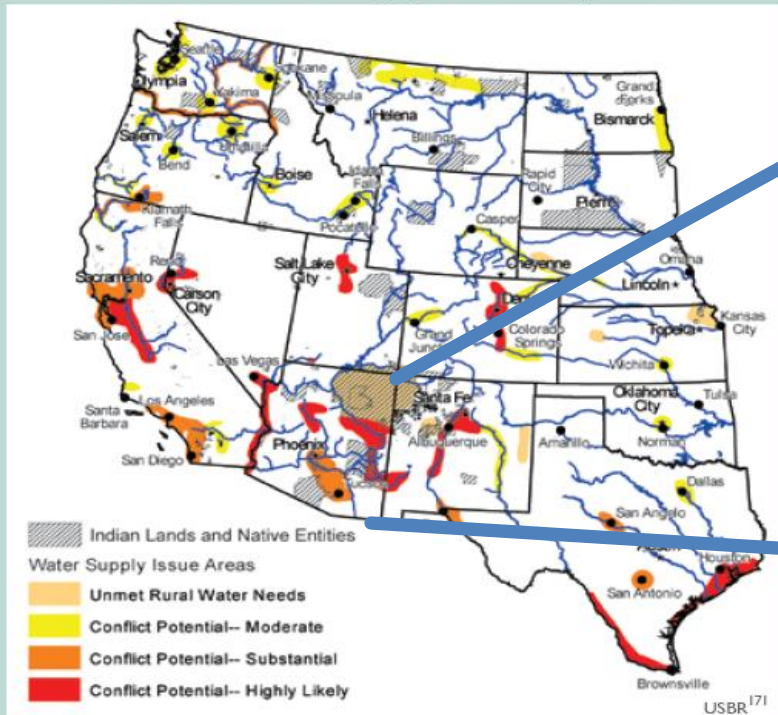 Seattle
Spokane
Olympia
Yakima
Missoula
Helena
Grand
Forks
Bismarck
Salem
Billings
Bend
Boise
Idaho
Falls
Rapid
City
Pierre
Klamath
Falls
Pocatello
Casper
Reno
Salt Lake
City
Cheyenne
Omaha
Sacramento
Carson
City
Lincoln
San Jose
Grand
Colorado
Springs
Topeka
Kansas
City
Las Vegas
Wichita
Los Angeles
Santa Fe
Oklahoma
City
Tulsa
Santa
Barbara
Phoenix
Albuquerque
Amarillo
Norman
San Diego
Tucson
Dallas
San Angelo
Houston
San Antonio
Brownsville
Indian Lands and Native Entities
Water Supply Issue Areas
Unmet Rural Water Needs
Conflict Potential-- Moderate
Conflict Potential-- Substantial
Conflict Potential-- Highly Likely
USBR171